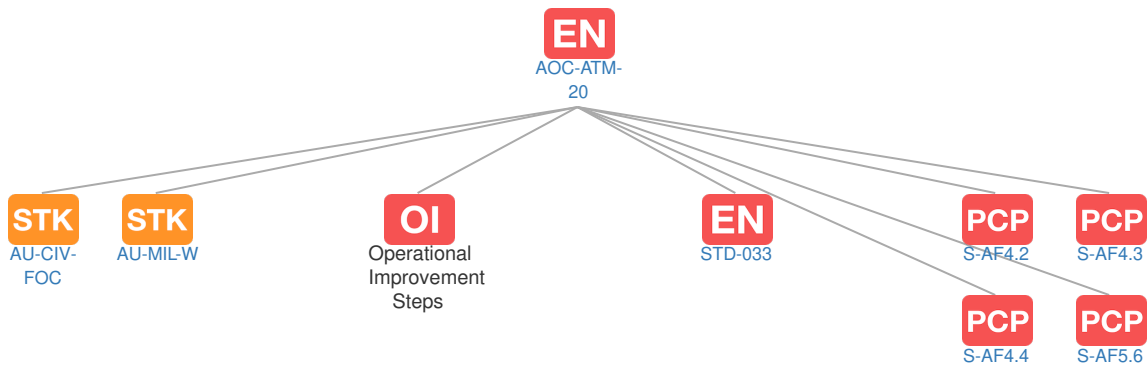 EN
AOC-ATM-
20
STK
STK
OI
EN
PCP
PCP
AU-CIV-
FOC
AU-MIL-W
Operational
Improvement
Steps
STD-033
S-AF4.2
S-AF4.3
PCP
PCP
S-AF4.4
S-AF5.6